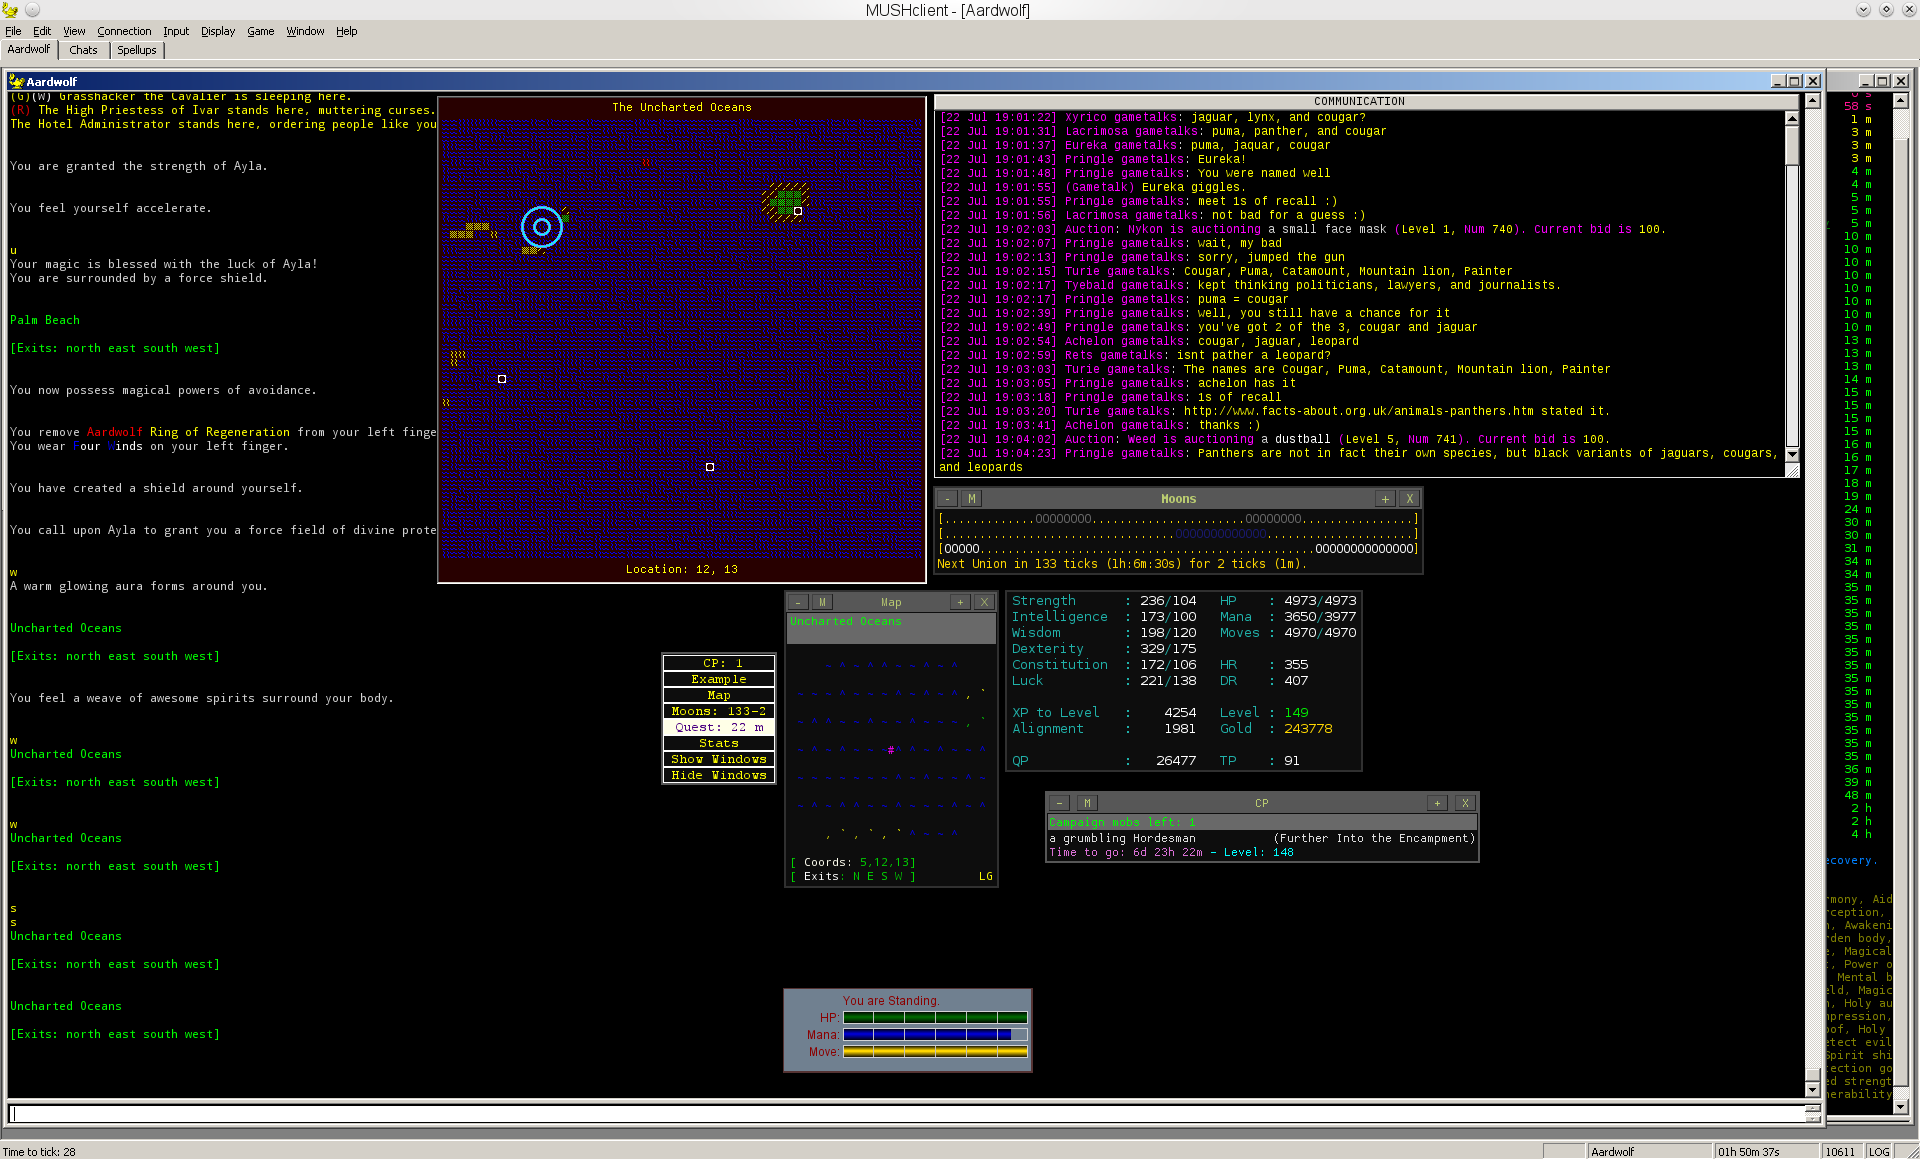 MUSHclient - [Aardwolf]
File Edit View Connection Input Display Game Window Help
Aardwolf Chats Spellups
Aardwolf
(G)(W) Grasshacker the Cavalier is sleeping here.
(R) The High Priestess of Ivar stands here, muttering curses.
The Hotel Administrator stands here, ordering people like you
You are granted the strength of Ayla.
You feel yourself accelerate.
u
Your magic is blessed with the luck of Ayla!
You are surrounded by a force shield.
Palm Beach
[Exits: north east south west]
You now possess magical powers of avoidance.
You remove Aardwolf Ring of Regeneration from your left finge
You wear Four Winds on your left finger.
You have created a shield around yourself.
You call upon Ayla to grant you a force field of divine prote
w
A warm glowing aura forms around you.
Uncharted Oceans
[Exits: north east south west]
You feel a weave of awesome spirits surround your body.
w
Uncharted Oceans
[Exits: north east south west]
w
Uncharted Oceans
[Exits: north east south west]
s
s
Uncharted Oceans
[Exits: north east south west]
Uncharted Oceans
[Exits: north east south west]
The Uncharted Oceans
Location: 12, 13
COMMUNICATION
[22 Jul 19:01:22] Xyrico gametalks: jaguar, lynx, and cougar?
[22 Jul 19:01:31] Lacrimosa gametalks: puma, panther, and cougar
[22 Jul 19:01:37] Eureka gametalks: puma, jaquar, cougar
[22 Jul 19:01:43] Pringle gametalks: Eureka!
[22 Jul 19:01:48] Pringle gametalks: You were named well
[22 Jul 19:01:55] (Gametalk) Eureka giggles.
[22 Jul 19:01:55] Pringle gametalks: meet 1s of recall :)
[22 Jul 19:01:56] Lacrimosa gametalks: not bad for a guess :)
[22 Jul 19:02:03] Auction: Nykon is auctioning a small face mask (Level 1, Num 740). Current bid is 100.
[22 Jul 19:02:07] Pringle gametalks: wait, my bad
[22 Jul 19:02:13] Pringle gametalks: sorry, jumped the gun
[22 Jul 19:02:15] Turie gametalks: Cougar, Puma, Catamount, Mountain lion, Painter
[22 Jul 19:02:17] Tyebald gametalks: kept thinking politicians, lawyers, and journalists.
[22 Jul 19:02:17] Pringle gametalks: puma = cougar
[22 Jul 19:02:39] Pringle gametalks: well, you still have a chance for it
[22 Jul 19:02:49] Pringle gametalks: you've got 2 of the 3, cougar and jaguar
[22 Jul 19:02:54] Achelon gametalks: cougar, jaguar, leopard
[22 Jul 19:02:59] Rets gametalks: isnt pather a leopard?
[22 Jul 19:03:03] Turie gametalks: The names are Cougar, Puma, Catamount, Mountain lion, Painter
[22 Jul 19:03:05] Pringle gametalks: achelon has it
[22 Jul 19:03:18] Pringle gametalks: 1s of recall
[22 Jul 19:03:20] Turie gametalks: http://www.facts-about.org.uk/animals-panthers.htm stated it.
[22 Jul 19:03:41] Achelon gametalks: thanks :)
[22 Jul 19:04:02] Auction: Weed is auctioning a dustball (Level 5, Num 741). Current bid is 100.
[22 Jul 19:04:23] Pringle gametalks: Panthers are not in fact their own species, but black variants of jaguars, cougars,
and leopards
- M Moons + X
[.............OOOOOOOO......................OOOOOOOO................]
[.................................OOOOOOOOOOOOO.....................]
[OOOOO................................................OOOOOOOOOOOOOO]
Next Union in 133 ticks (1h:6m:30s) for 2 ticks (1m).
- M Map + X
Uncharted Oceans
[ Coords: 5,12,13]
[ Exits: N E S W ] LG
CP: 1
Example
Map
Moons: 133-2
Quest: 22 m
Stats
Show Windows
Hide Windows
Strength : 236/104 HP : 4973/4973
Intelligence : 173/100 Mana : 3650/3977
Wisdom : 198/120 Moves : 4970/4970
Dexterity : 329/175
Constitution : 172/106 HR : 355
Luck : 221/138 DR : 407
XP to Level : 4254 Level : 149
Alignment : 1981 Gold : 243778
QP : 26477 TP : 91
- M CP + X
Campaign mobs left: 1
a grumbling Hordesman (Further Into the Encampment)
Time to go: 6d 23h 22m - Level: 148
You are Standing.
HP:
Mana:
Move:
58 s
1 m
3 m
3 m
3 m
4 m
4 m
5 m
5 m
5 m
10 m
10 m
10 m
10 m
10 m
10 m
10 m
10 m
13 m
13 m
14 m
15 m
15 m
15 m
16 m
16 m
17 m
18 m
19 m
24 m
30 m
30 m
31 m
34 m
34 m
35 m
35 m
35 m
35 m
35 m
35 m
35 m
35 m
35 m
35 m
35 m
35 m
36 m
39 m
48 m
2 h
2 h
4 h
ecovery.
rmony, Aid
rception,
n, Awakeni
rden body,
e, Magical
t, Power o
Mental b
eld, Magic
n, Holy au
mpression,
oof, Holy
etect evil
Spirit shi
tection go
ed strengt
nerability
Time to tick: 28
Aardwolf 01h 50m 37s 10611 LOG